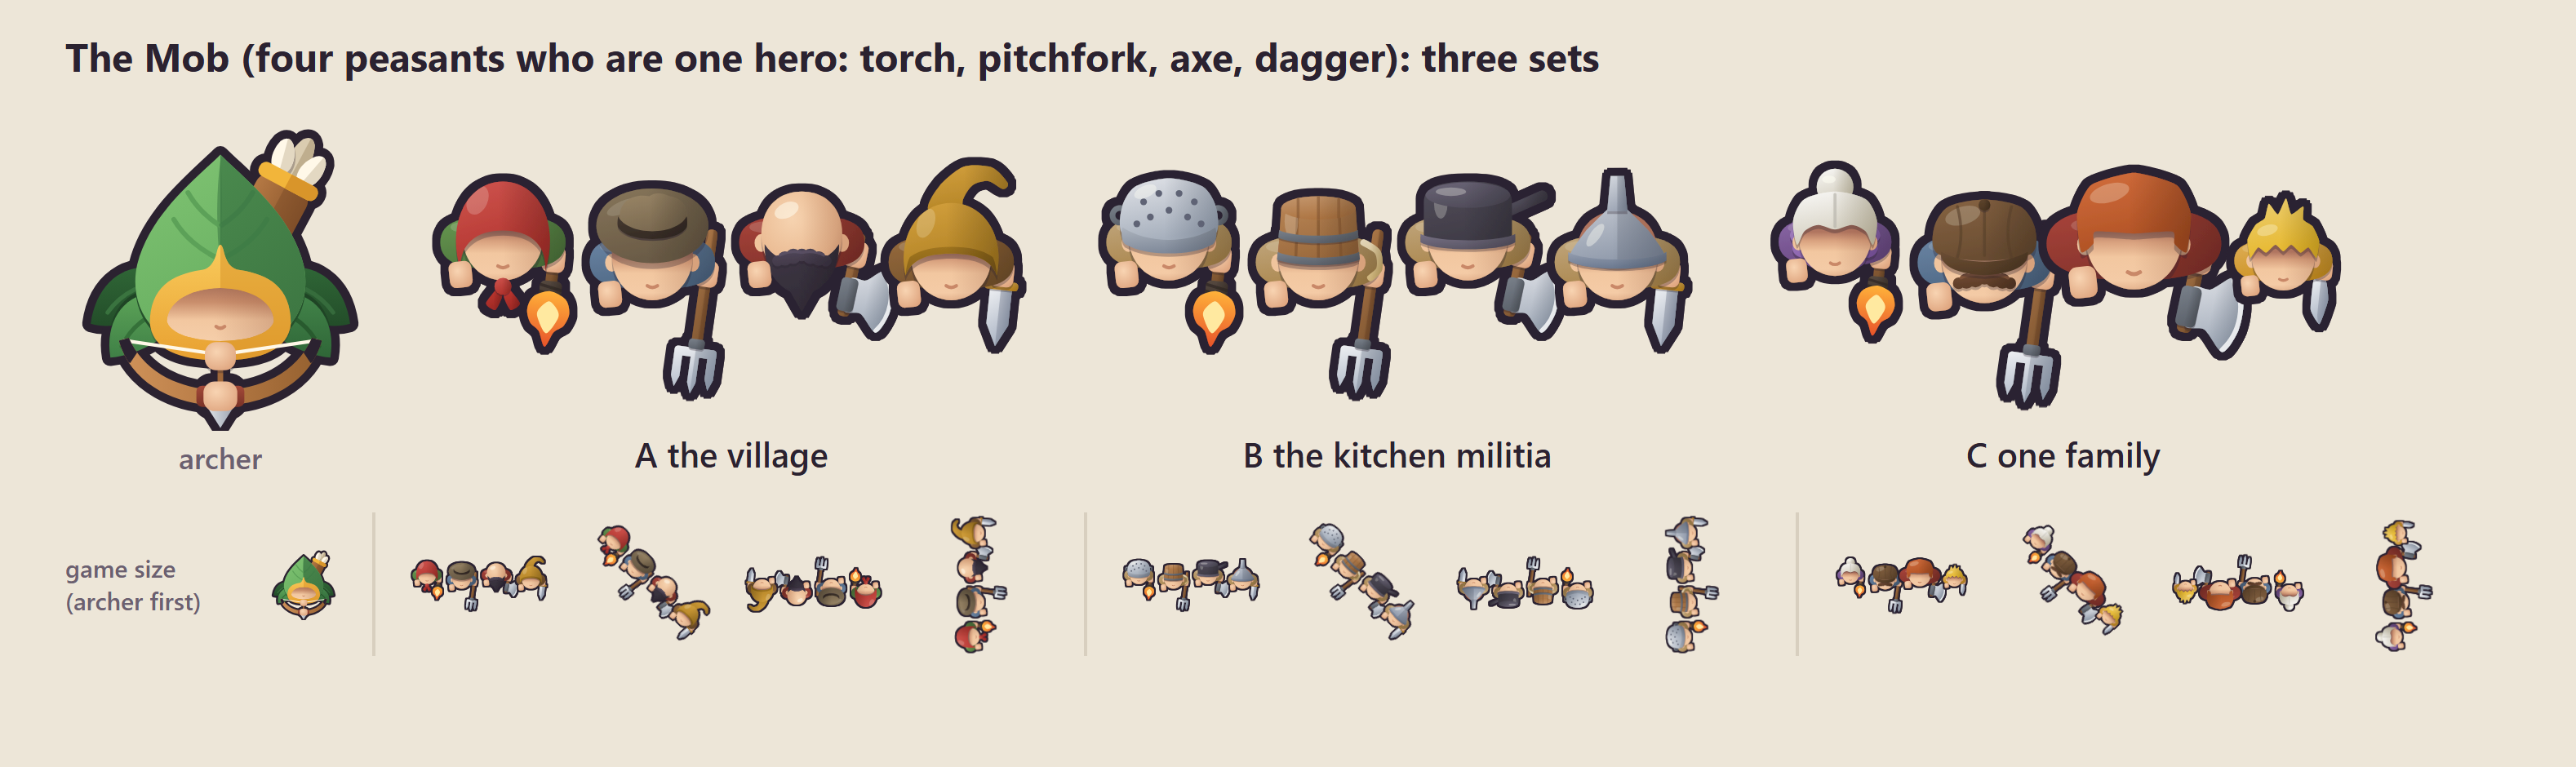 The Mob (four peasants who are one hero: torch, pitchfork, axe, dagger): three sets
archer
A the village
B the kitchen militia
C one family
game size
(archer first)